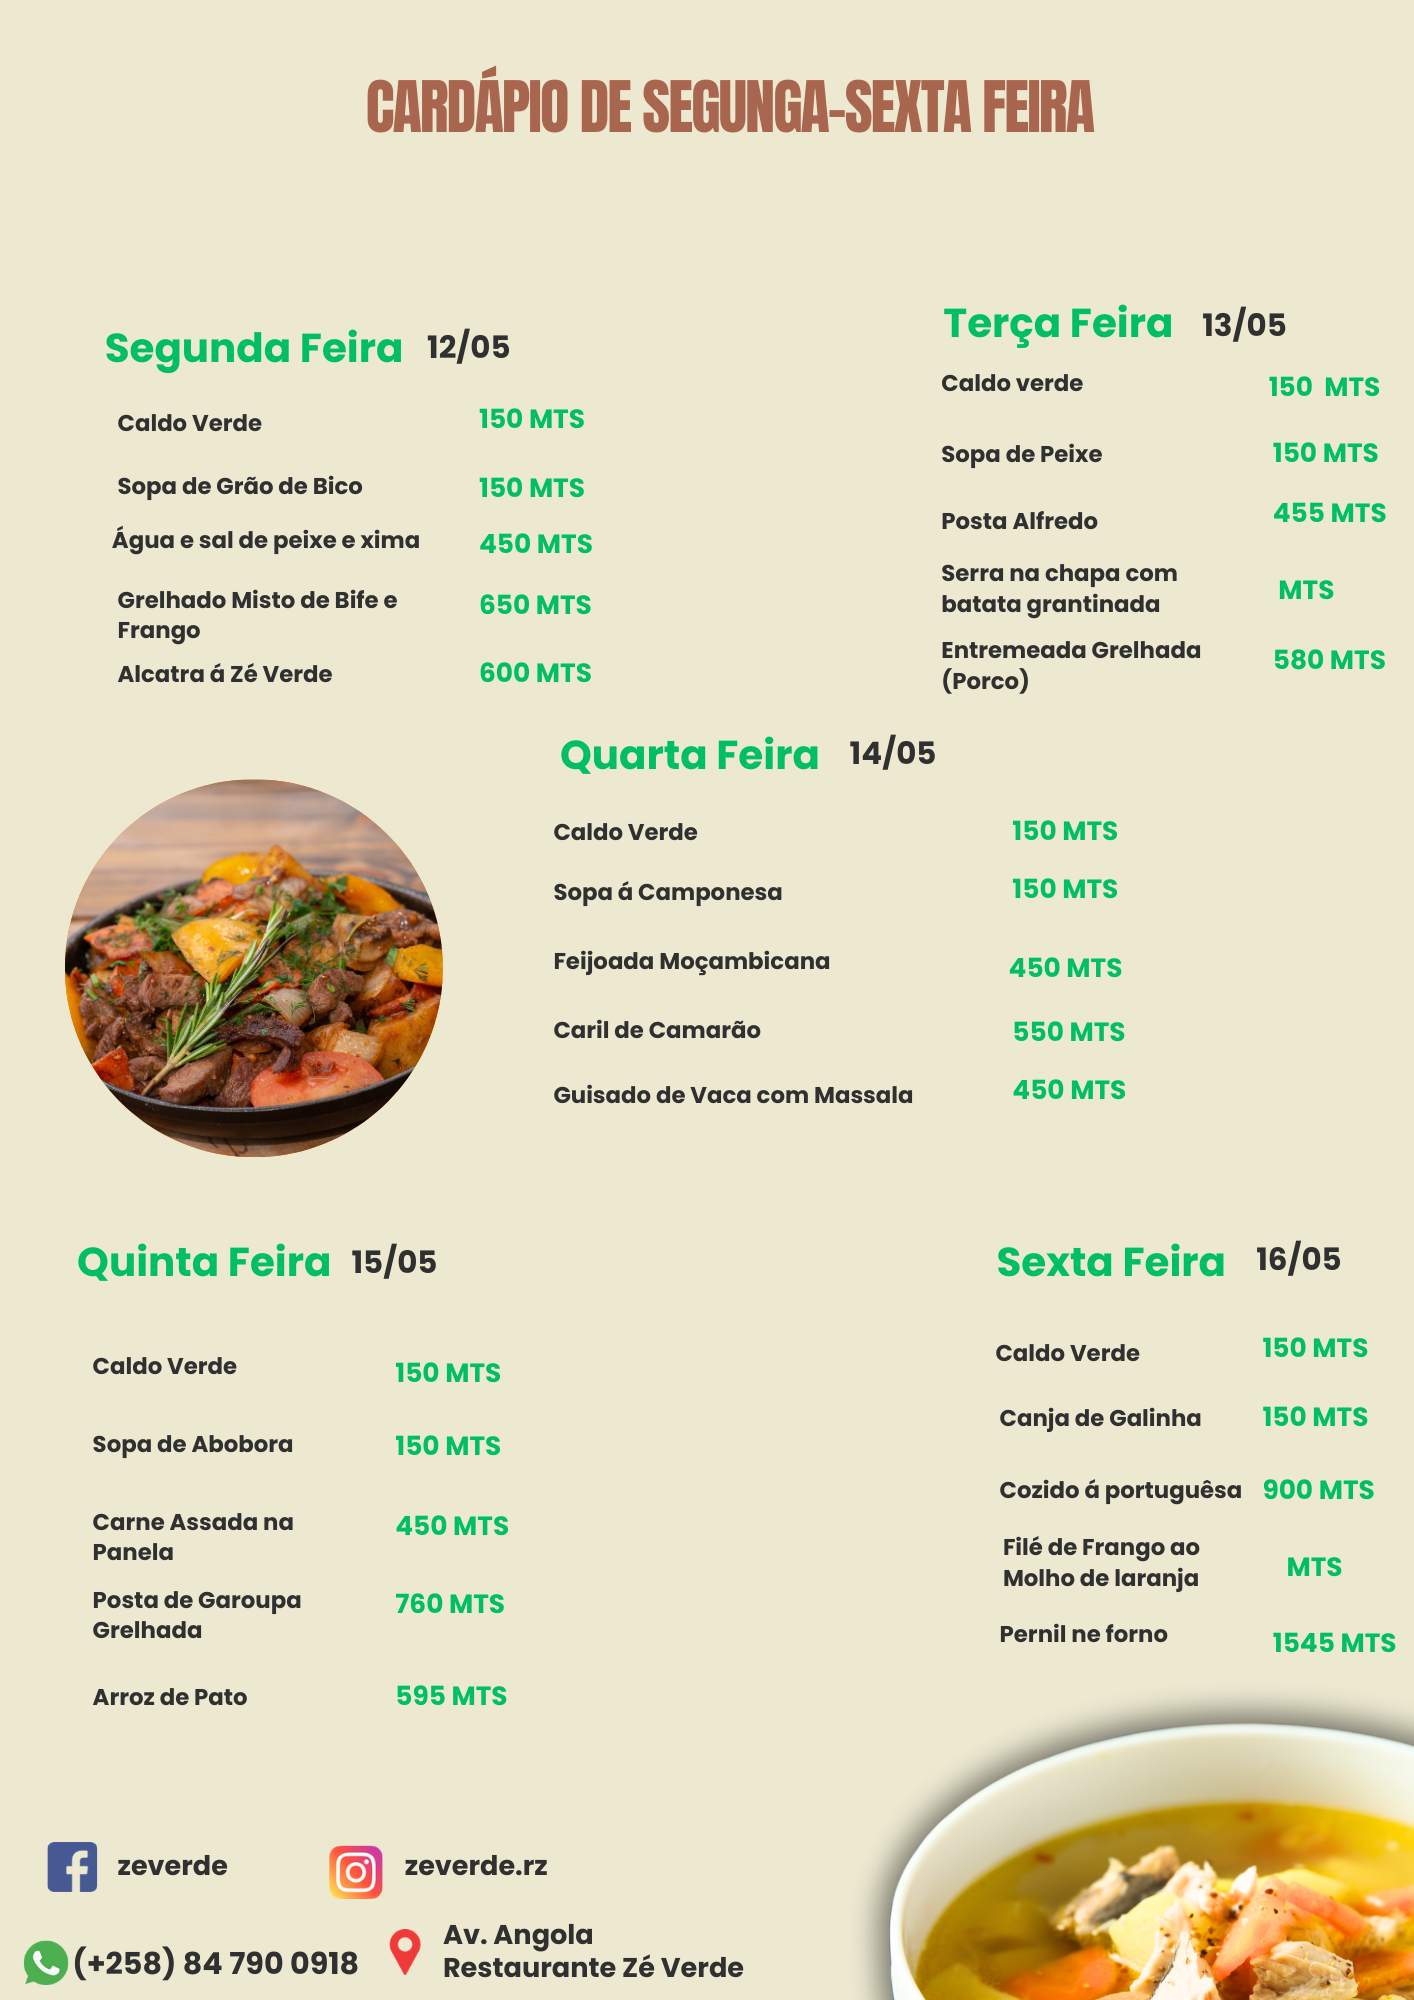 CARDÁPIO DE SEGUNGA-SEXTA FEIRA
Segunda Feira 12/05
Caldo Verde 150 MTS
Sopa de Grão de Bico 150 MTS
Água e sal de peixe e xima 450 MTS
Grelhado Misto de Bife e 650 MTS
Frango
Alcatra á Zé Verde 600 MTS
Terça Feira 13/05
Caldo verde 150 MTS
Sopa de Peixe 150 MTS
Posta Alfredo 455 MTS
Serra na chapa com
batata grantinada MTS
Entremeada Grelhada 580 MTS
(Porco)
Quarta Feira 14/05
Caldo Verde 150 MTS
Sopa á Camponesa 150 MTS
Feijoada Moçambicana 450 MTS
Caril de Camarão 550 MTS
Guisado de Vaca com Massala 450 MTS
Quinta Feira 15/05
Caldo Verde 150 MTS
Sopa de Abobora 150 MTS
Carne Assada na 450 MTS
Panela
Posta de Garoupa 760 MTS
Grelhada
Arroz de Pato 595 MTS
Sexta Feira 16/05
Caldo Verde 150 MTS
Canja de Galinha 150 MTS
Cozido á portuguêsa 900 MTS
Filé de Frango ao
Molho de laranja MTS
Pernil ne forno 1545 MTS
zeverde
zeverde.rz
(+258) 84 790 0918
Av. Angola
Restaurante Zé Verde